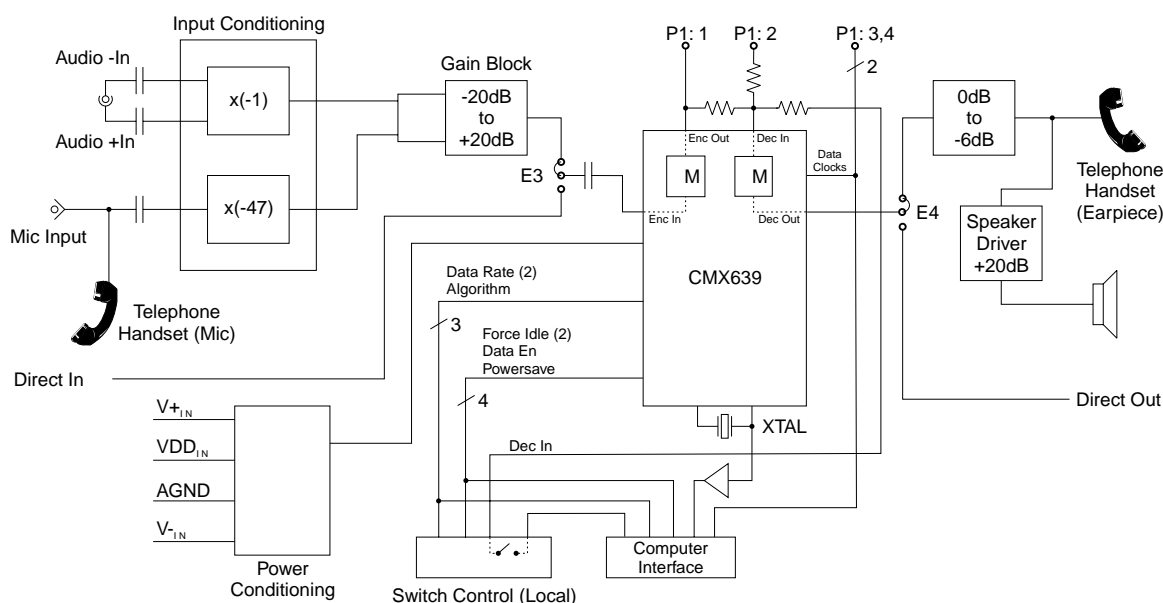 Input Conditioning
P1: 1
P1: 2
P1: 3,4
Audio -In
Audio +In
x(-1)
Gain Block
-20dB
to
+20dB
2
0dB
to
-6dB
Enc Out
Dec In
Data
Clocks
M
M
E3
Telephone
Handset
(Earpiece)
x(-47)
Enc In
Dec Out
E4
Mic Input
Speaker
Driver
+20dB
CMX639
Data Rate (2)
Algorithm
3
Telephone
Handset (Mic)
Force Idle (2)
Data En
Powersave
4
Direct In
Direct Out
V+IN
VDDIN
AGND
V-IN
XTAL
Dec In
Power
Conditioning
Computer
Interface
Switch Control (Local)